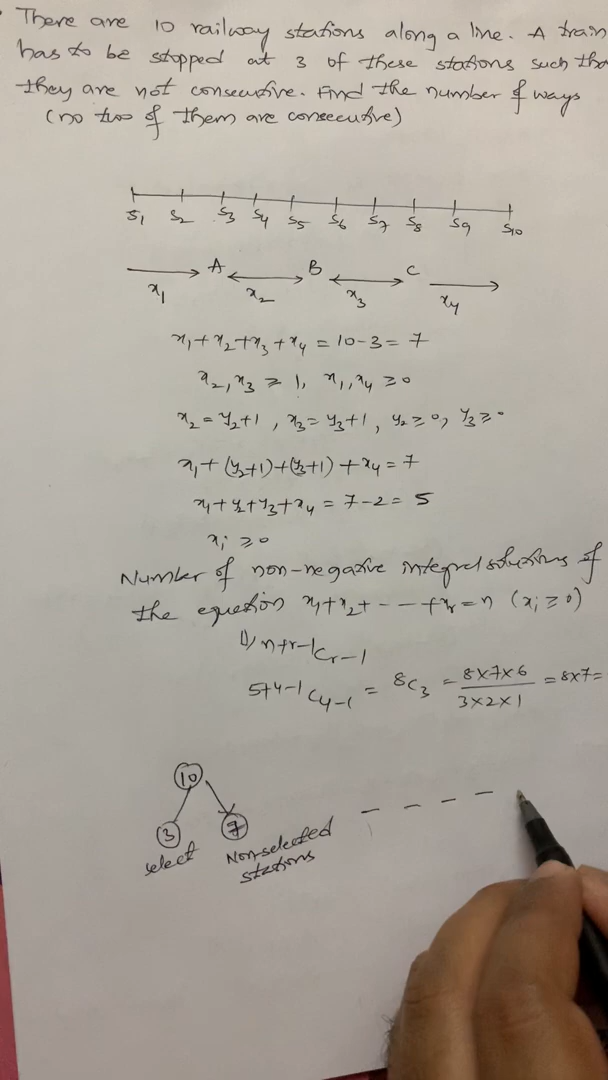 There are 10 railway stations along a line. A train
has to be stopped at 3 of these stations such tha
they are not consecutive. Find the number of ways
(no two of them are consecutive)
S1 S2 S3 S4 S5 S6 S7 S8 S9 S10
A B C
x1 x2 x3 x4
x1+x2+x3+x4 = 10-3 = 7
x2, x3 ≥ 1, x1, x4 ≥ 0
x2 = y2+1, x3 = y3+1, y2 ≥ 0, y3 ≥ 0
x1+(y2+1)+(y3+1)+x4 = 7
x1+y2+y3+x4 = 7-2 = 5
xi ≥ 0
Number of non-negative integral solutions of
the equation x1+x2+---+xr = n (xi ≥ 0)
is n+r-1Cr-1
5+4-1C4-1 = 8C3 = 8×7×6/3×2×1 = 8×7=
10
3 7
select Non-selected
stations